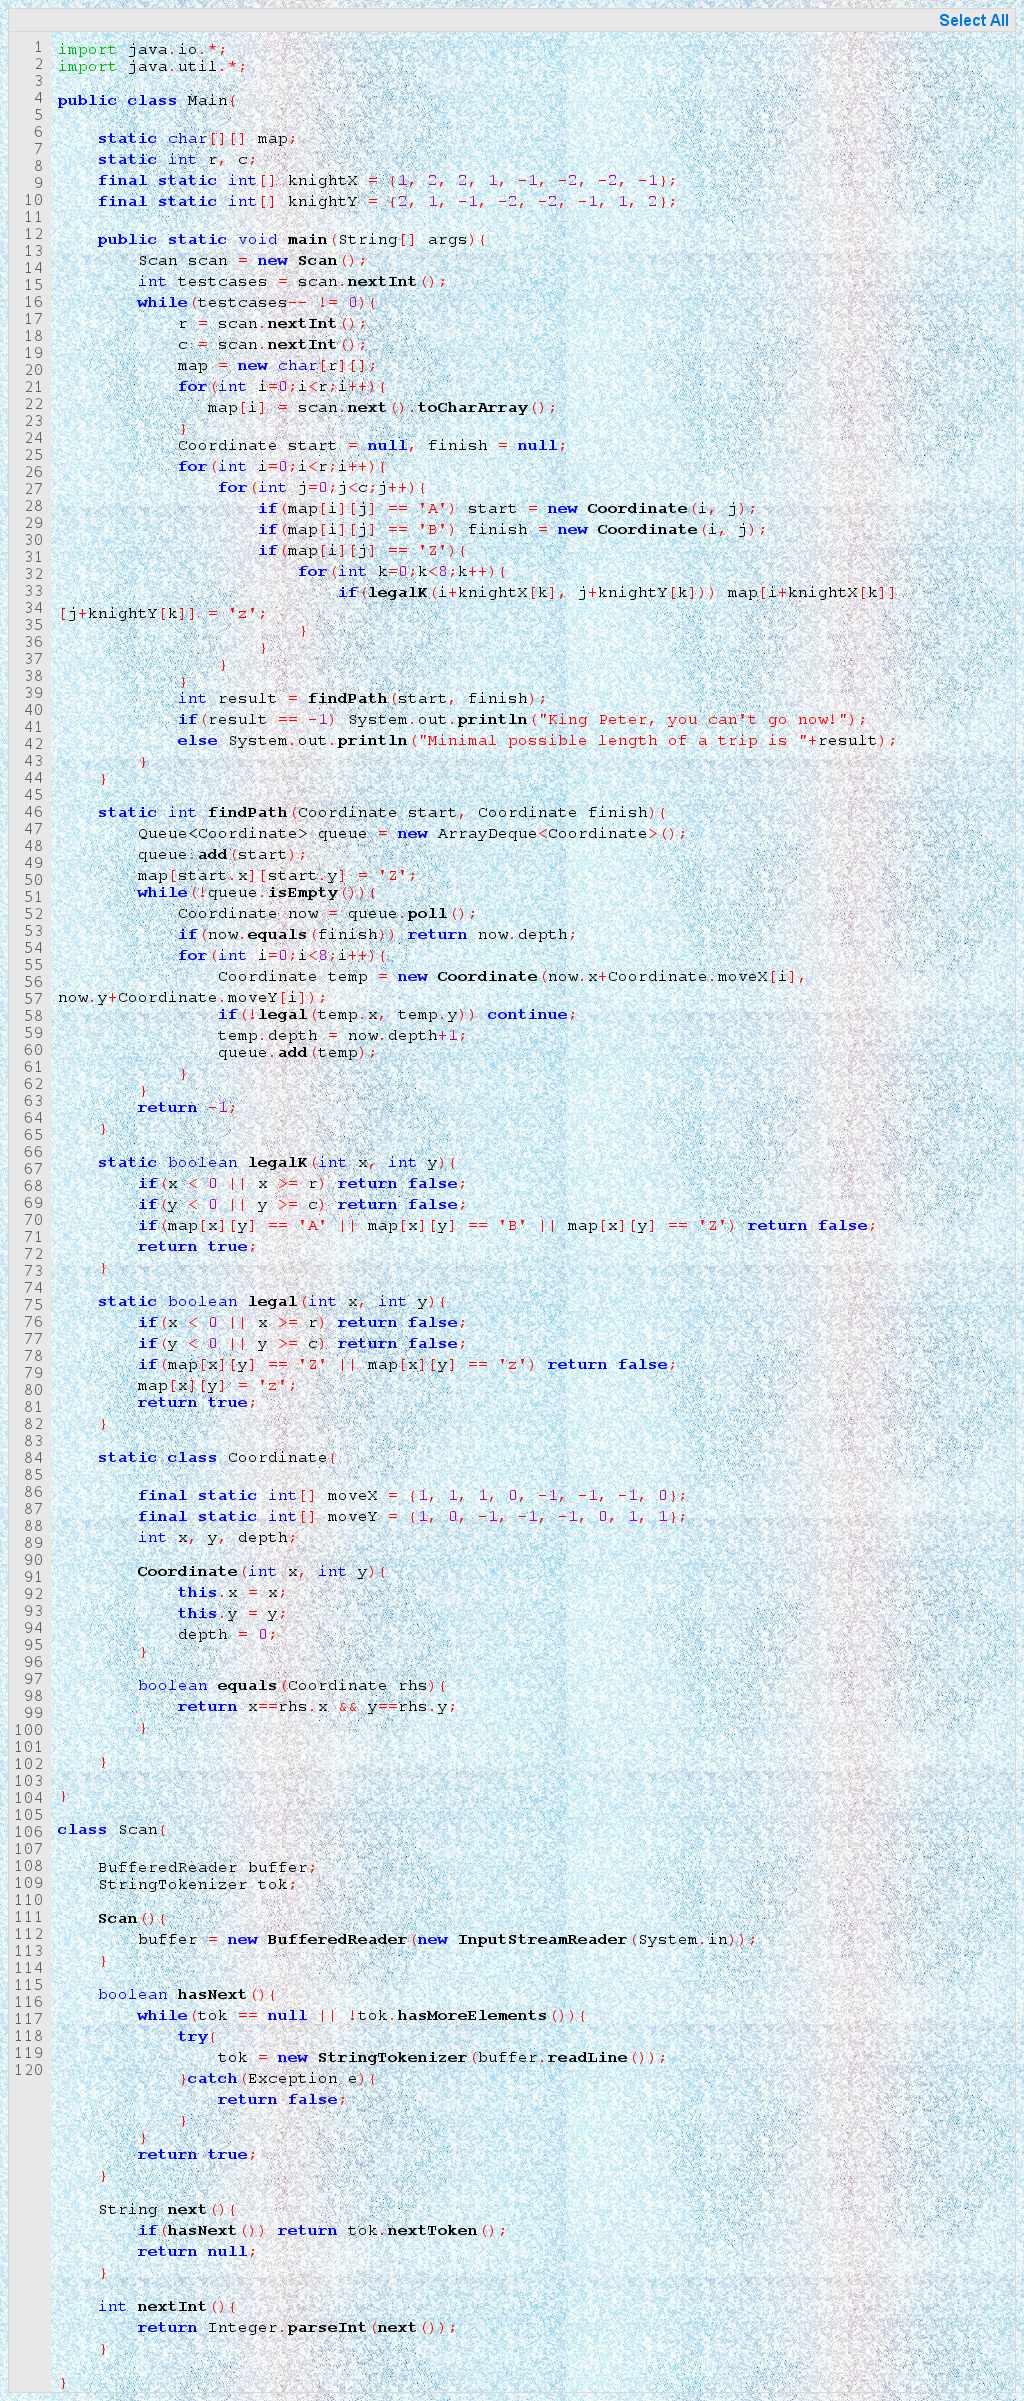 Select All
1
2
3
4
5
6
7
8
9
10
11
12
13
14
15
16
17
18
19
20
21
22
23
24
25
26
27
28
29
30
31
32
33
34
35
36
37
38
39
40
41
42
43
44
45
46
47
48
49
50
51
52
53
54
55
56
57
58
59
60
61
62
63
64
65
66
67
68
69
70
71
72
73
74
75
76
77
78
79
80
81
82
83
84
85
86
87
88
89
90
91
92
93
94
95
96
97
98
99
100
101
102
103
104
105
106
107
108
109
110
111
112
113
114
115
116
117
118
119
120
import java.io.*;
import java.util.*;

public class Main{

    static char[][] map;
    static int r, c;
    final static int[] knightX = {1, 2, 2, 1, -1, -2, -2, -1};
    final static int[] knightY = {2, 1, -1, -2, -2, -1, 1, 2};

    public static void main(String[] args){
        Scan scan = new Scan();
        int testcases = scan.nextInt();
        while(testcases-- != 0){
            r = scan.nextInt();
            c = scan.nextInt();
            map = new char[r][];
            for(int i=0;i<r;i++){
               map[i] = scan.next().toCharArray();
            }
            Coordinate start = null, finish = null;
            for(int i=0;i<r;i++){
                for(int j=0;j<c;j++){
                    if(map[i][j] == 'A') start = new Coordinate(i, j);
                    if(map[i][j] == 'B') finish = new Coordinate(i, j);
                    if(map[i][j] == 'Z'){
                        for(int k=0;k<8;k++){
                            if(legalK(i+knightX[k], j+knightY[k])) map[i+knightX[k]]
[j+knightY[k]] = 'z';
                        }
                    }
                }
            }
            int result = findPath(start, finish);
            if(result == -1) System.out.println("King Peter, you can't go now!");
            else System.out.println("Minimal possible length of a trip is "+result);
        }
    }

    static int findPath(Coordinate start, Coordinate finish){
        Queue<Coordinate> queue = new ArrayDeque<Coordinate>();
        queue.add(start);
        map[start.x][start.y] = 'Z';
        while(!queue.isEmpty()){
            Coordinate now = queue.poll();
            if(now.equals(finish)) return now.depth;
            for(int i=0;i<8;i++){
                Coordinate temp = new Coordinate(now.x+Coordinate.moveX[i],
now.y+Coordinate.moveY[i]);
                if(!legal(temp.x, temp.y)) continue;
                temp.depth = now.depth+1;
                queue.add(temp);
            }
        }
        return -1;
    }

    static boolean legalK(int x, int y){
        if(x < 0 || x >= r) return false;
        if(y < 0 || y >= c) return false;
        if(map[x][y] == 'A' || map[x][y] == 'B' || map[x][y] == 'Z') return false;
        return true;
    }

    static boolean legal(int x, int y){
        if(x < 0 || x >= r) return false;
        if(y < 0 || y >= c) return false;
        if(map[x][y] == 'Z' || map[x][y] == 'z') return false;
        map[x][y] = 'z';
        return true;
    }

    static class Coordinate{

        final static int[] moveX = {1, 1, 1, 0, -1, -1, -1, 0};
        final static int[] moveY = {1, 0, -1, -1, -1, 0, 1, 1};
        int x, y, depth;

        Coordinate(int x, int y){
            this.x = x;
            this.y = y;
            depth = 0;
        }

        boolean equals(Coordinate rhs){
            return x==rhs.x && y==rhs.y;
        }

    }

}

class Scan{

    BufferedReader buffer;
    StringTokenizer tok;

    Scan(){
        buffer = new BufferedReader(new InputStreamReader(System.in));
    }

    boolean hasNext(){
        while(tok == null || !tok.hasMoreElements()){
            try{
                tok = new StringTokenizer(buffer.readLine());
            }catch(Exception e){
                return false;
            }
        }
        return true;
    }

    String next(){
        if(hasNext()) return tok.nextToken();
        return null;
    }

    int nextInt(){
        return Integer.parseInt(next());
    }

}